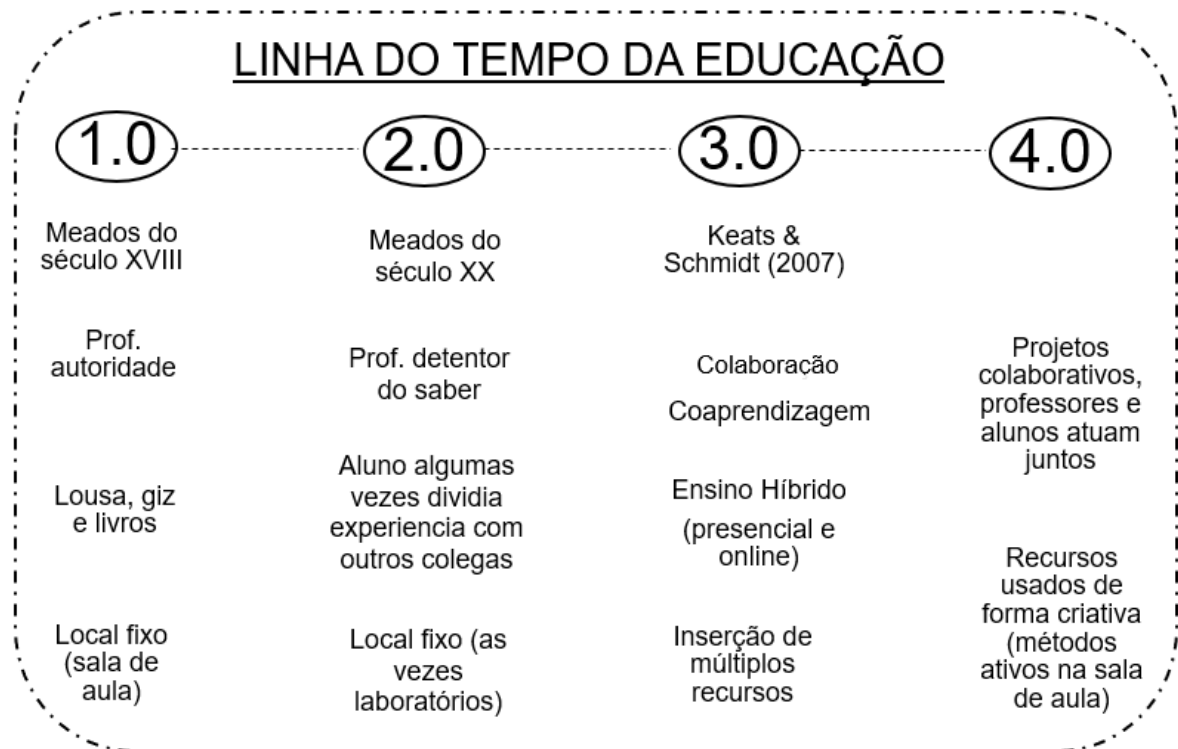 LINHA DO TEMPO DA EDUCAÇÃO
1.0
2.0
3.0
4.0
Meados do
século XVIII
Prof.
autoridade
Lousa, giz
e livros
Local fixo
(sala de
aula)
Meados do
século XX
Prof. detentor
do saber
Aluno algumas
vezes dividia
experiencia com
outros colegas
Local fixo (as
vezes
laboratórios)
Keats &
Schmidt (2007)
Colaboração
Coaprendizagem
Ensino Híbrido
(presencial e
online)
Inserção de
múltiplos
recursos
Projetos
colaborativos,
professores e
alunos atuam
juntos
Recursos
usados de
forma criativa
(métodos
ativos na sala
de aula)